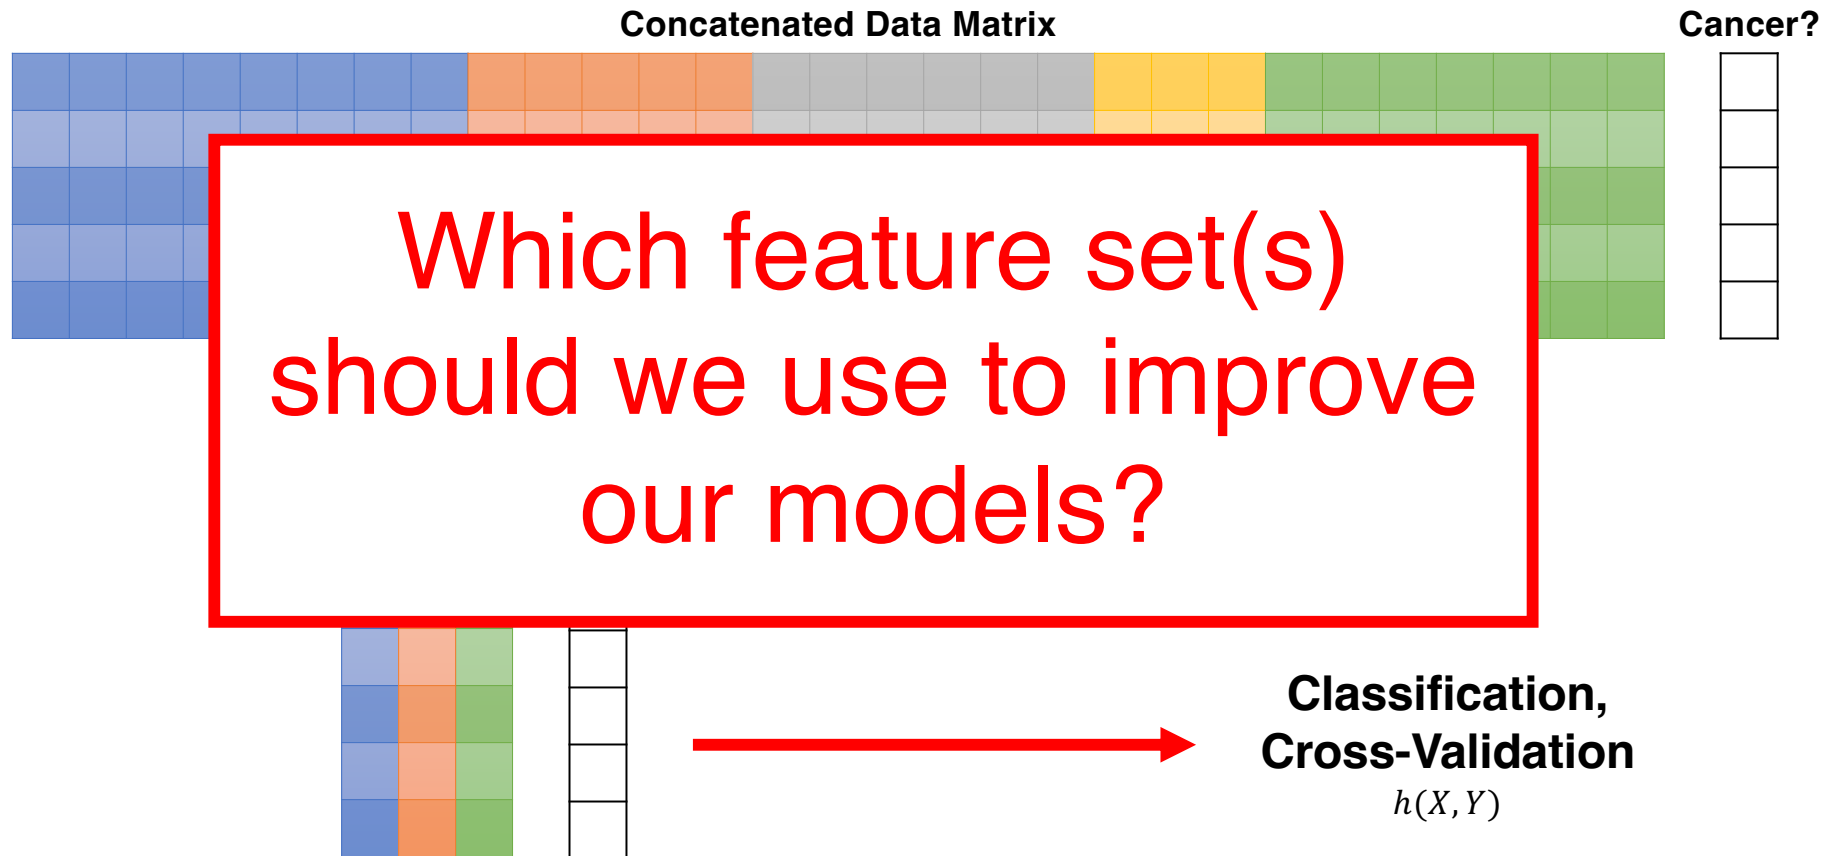 Concatenated Data Matrix
Cancer?
Which feature set(s)
should we use to improve
our models?
Classification,
Cross-Validation
h(X,Y)